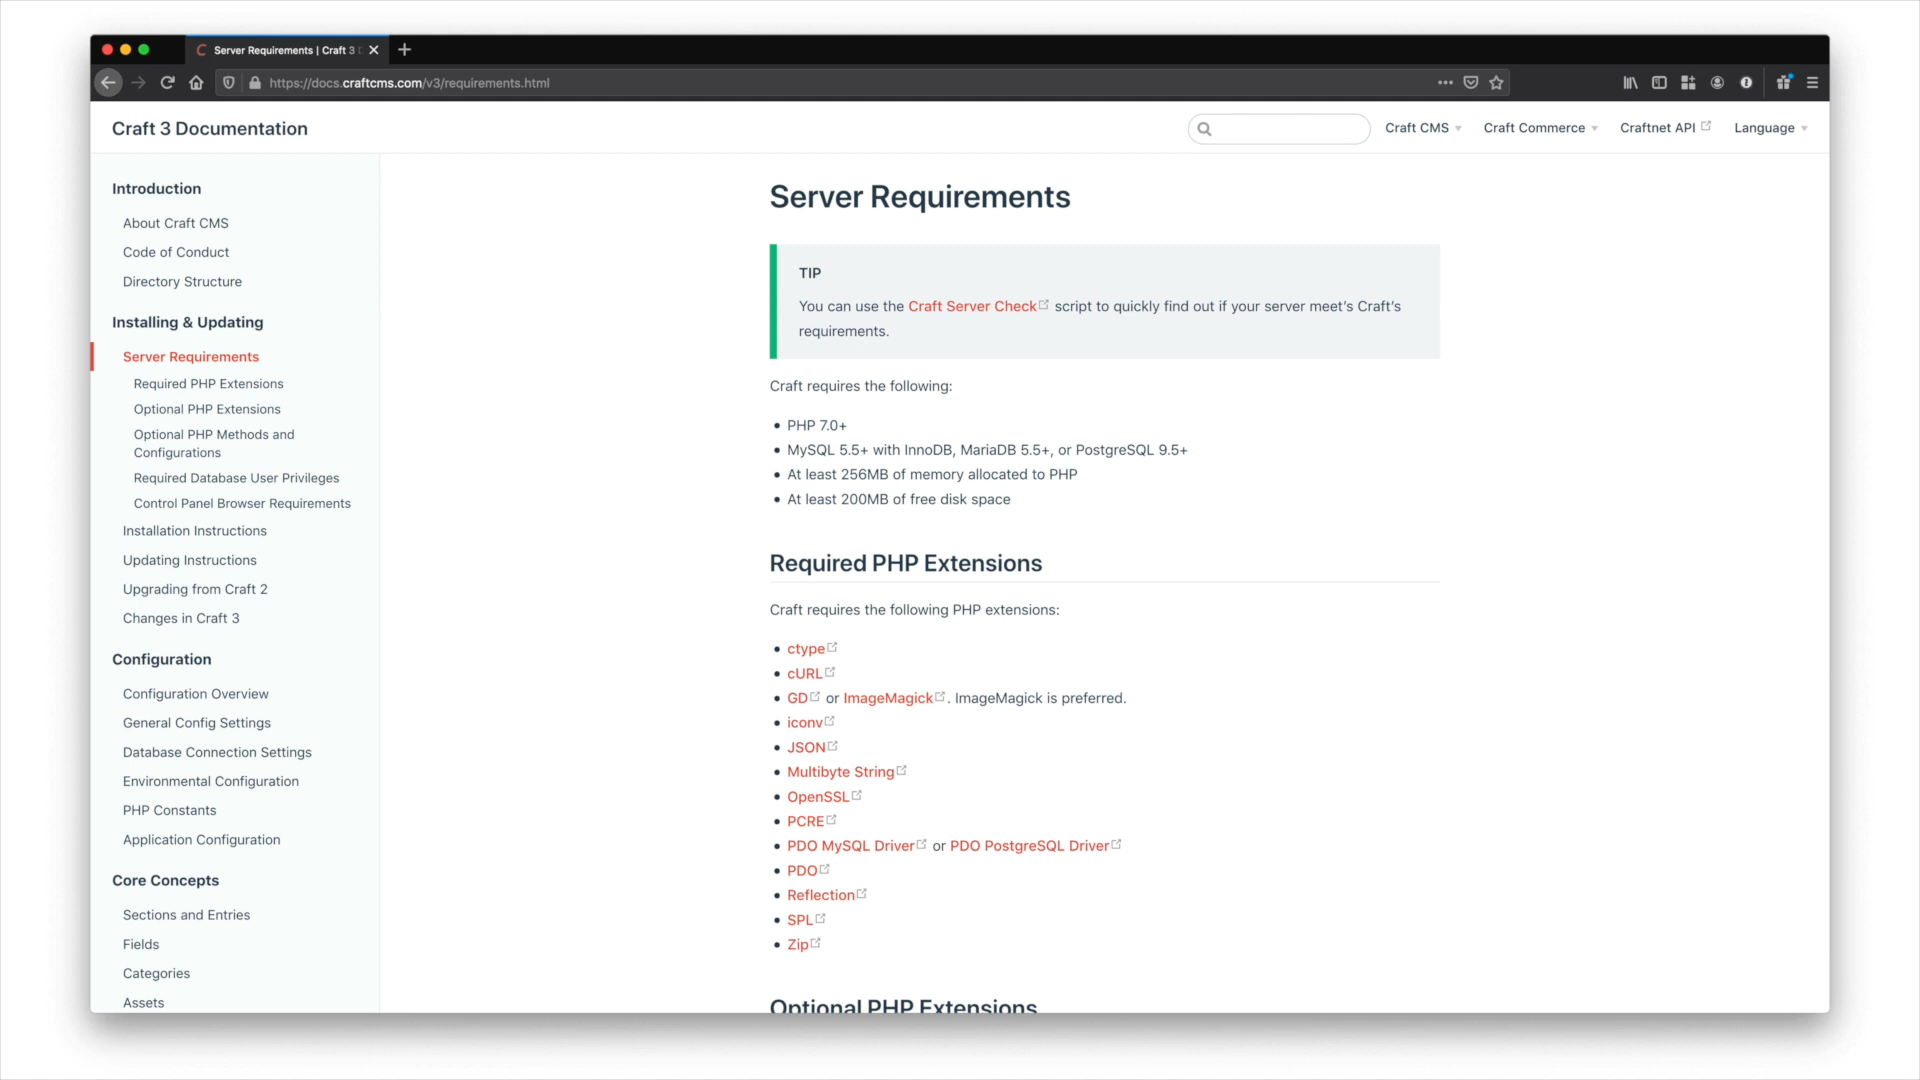 Server Requirements | Craft 3
https://docs.craftcms.com/v3/requirements.html
Craft 3 Documentation
Craft CMS
Craft Commerce
Craftnet API
Language
Introduction
About Craft CMS
Code of Conduct
Directory Structure
Installing & Updating
Server Requirements
Required PHP Extensions
Optional PHP Extensions
Optional PHP Methods and
Configurations
Required Database User Privileges
Control Panel Browser Requirements
Installation Instructions
Updating Instructions
Upgrading from Craft 2
Changes in Craft 3
Configuration
Configuration Overview
General Config Settings
Database Connection Settings
Environmental Configuration
PHP Constants
Application Configuration
Core Concepts
Sections and Entries
Fields
Categories
Assets
Server Requirements
TIP
You can use the Craft Server Check script to quickly find out if your server meet's Craft's
requirements.
Craft requires the following:
• PHP 7.0+
• MySQL 5.5+ with InnoDB, MariaDB 5.5+, or PostgreSQL 9.5+
• At least 256MB of memory allocated to PHP
• At least 200MB of free disk space
Required PHP Extensions
Craft requires the following PHP extensions:
• ctype
• cURL
• GD or ImageMagick. ImageMagick is preferred.
• iconv
• JSON
• Multibyte String
• OpenSSL
• PCRE
• PDO MySQL Driver or PDO PostgreSQL Driver
• PDO
• Reflection
• SPL
• Zip
Optional PHP Extensions